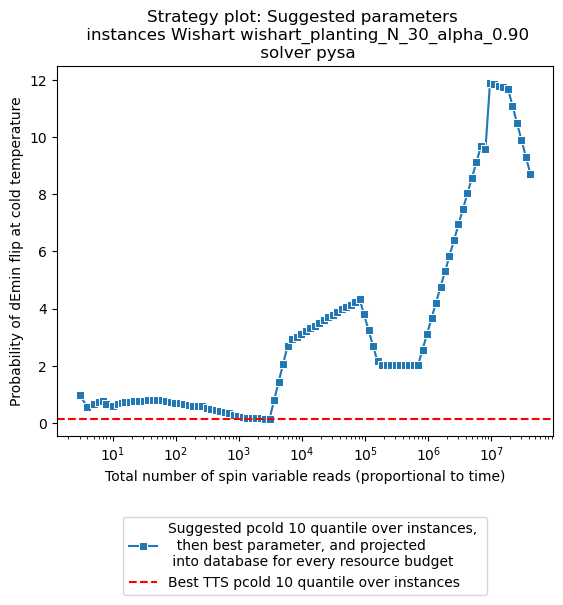 Strategy plot: Suggested parameters
instances Wishart wishart_planting_N_30_alpha_0.90
solver pysa
Probability of dEmin flip at cold temperature
12
10
8
6
4
2
0
10^1
10^2
10^3
10^4
10^5
10^6
10^7
Total number of spin variable reads (proportional to time)
Suggested pcold 10 quantile over instances,
then best parameter, and projected
into database for every resource budget
Best TTS pcold 10 quantile over instances